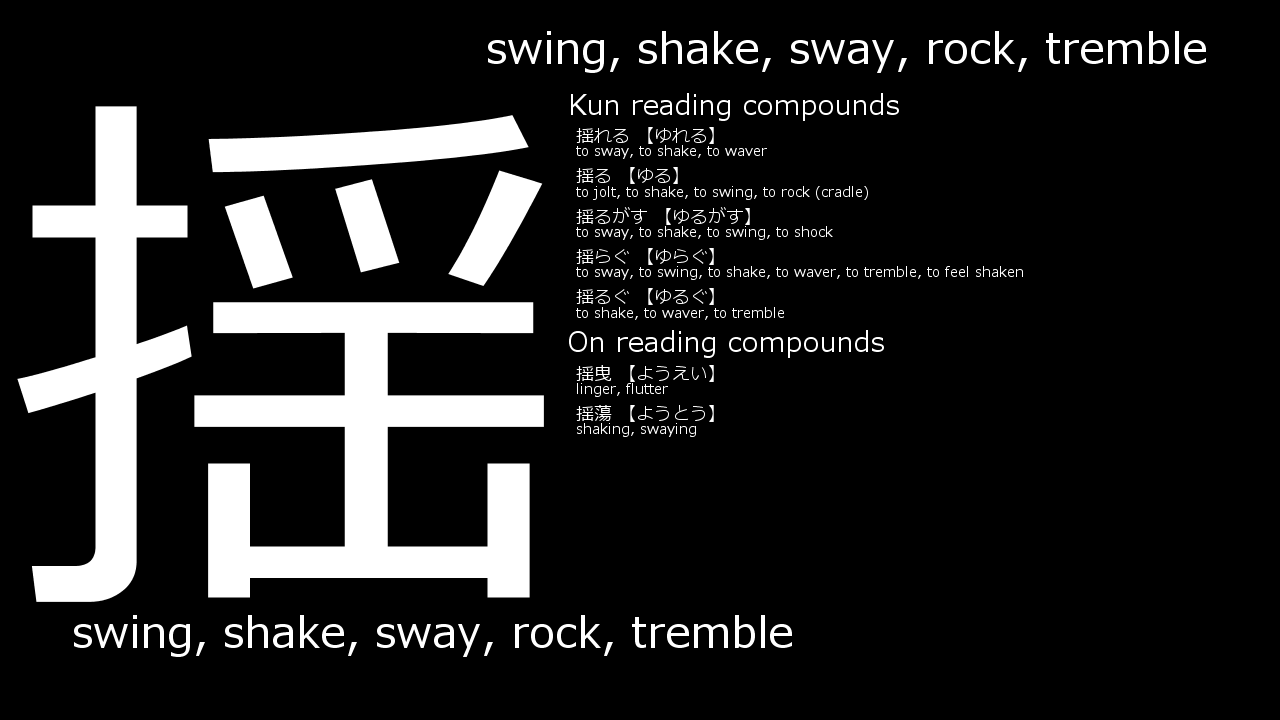 swing, shake, sway, rock, tremble
揺
Kun reading compounds
揺れる 【ゆれる】
to sway, to shake, to waver
揺る 【ゆる】
to jolt, to shake, to swing, to rock (cradle)
揺るがす 【ゆるがす】
to sway, to shake, to swing, to shock
揺らぐ 【ゆらぐ】
to sway, to swing, to shake, to waver, to tremble, to feel shaken
揺るぐ 【ゆるぐ】
to shake, to waver, to tremble
On reading compounds
揺曳 【ようえい】
linger, flutter
揺蕩 【ようとう】
shaking, swaying
swing, shake, sway, rock, tremble